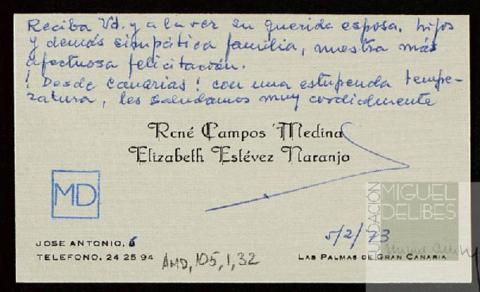 Reciba Vd. y a la vez su querida esposa, hijos
y demás simpática familia, nuestra más
afectuosa felicitación.
¡Desde Canarias! con una estupenda tempe-
ratura, les saludamos muy cordialmente
René Campos Medina
Elizabeth Estévez Naranjo
MD
5/2/73
JOSE ANTONIO, 6
TELEFONO, 24 25 94
AMD, 105, 1, 32
LAS PALMAS DE GRAN CANARIA
FUNDACIÓN
MIGUEL
DELIBES